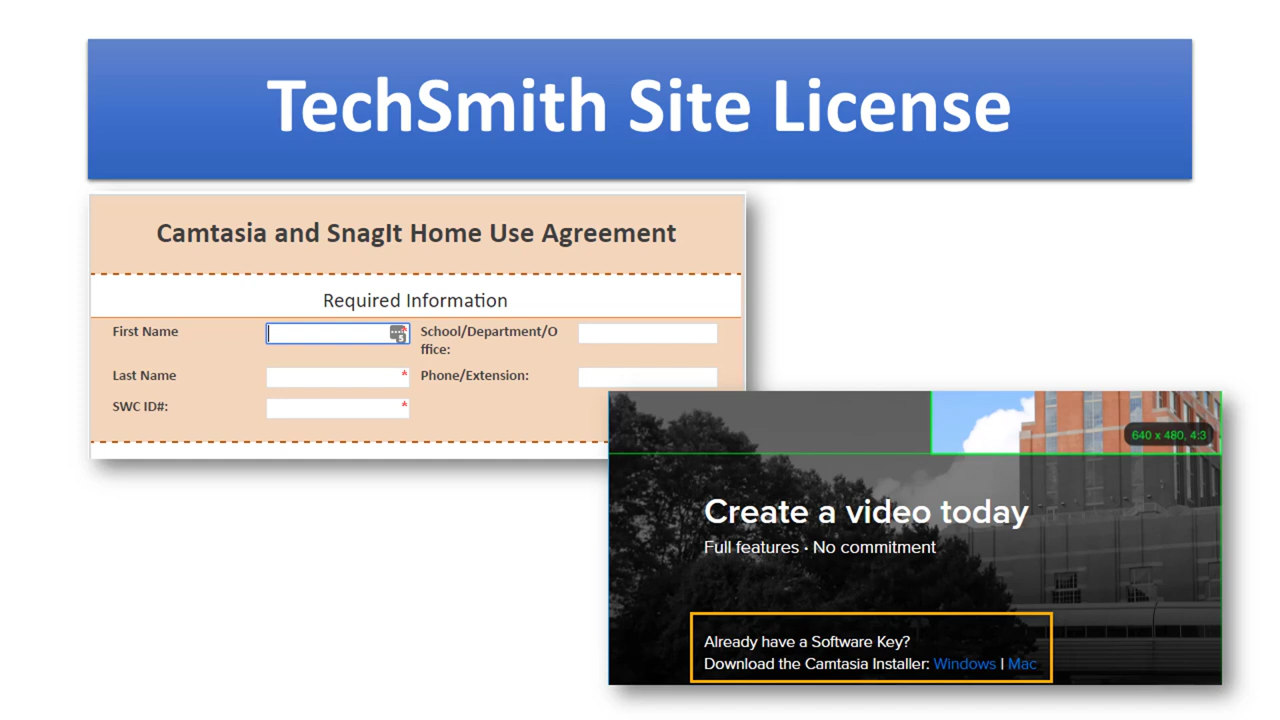 TechSmith Site License
Camtasia and SnagIt Home Use Agreement
Required Information
First Name
*
School/Department/O
ffice:
Last Name
*
Phone/Extension:
SWC ID#:
*
640 x 480, 4:3
Create a video today
Full features · No commitment
Already have a Software Key?
Download the Camtasia Installer: Windows | Mac